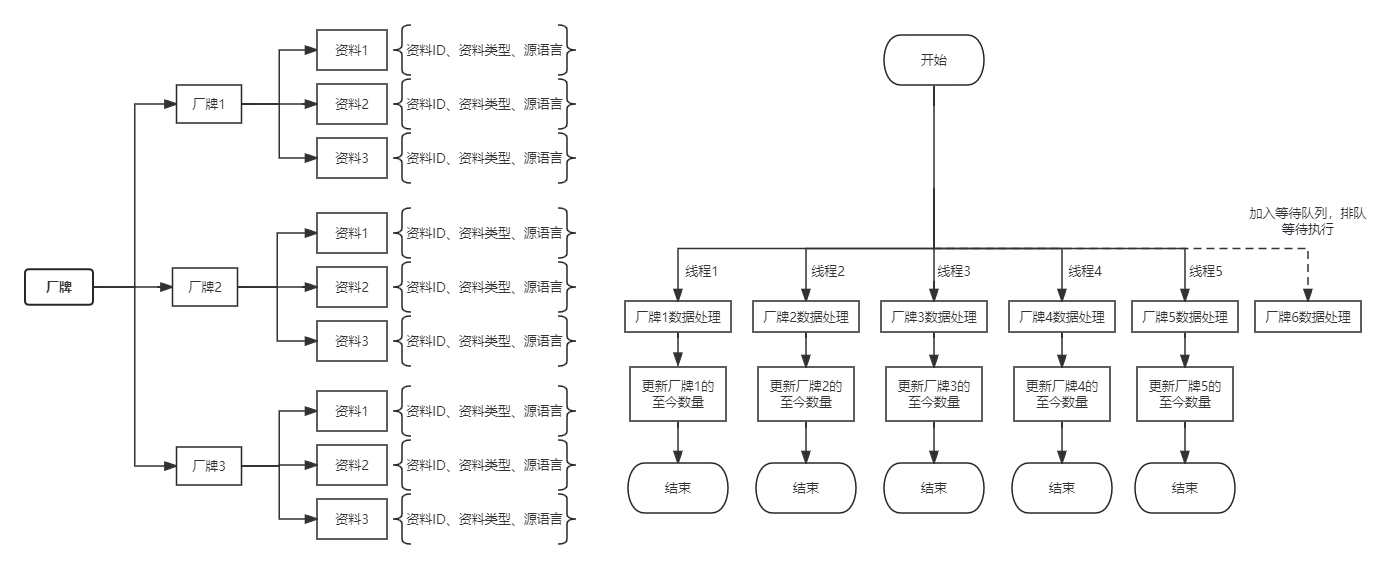 厂牌
厂牌1
资料1
资料ID、资料类型、源语言
资料2
资料ID、资料类型、源语言
资料3
资料ID、资料类型、源语言
厂牌2
资料1
资料ID、资料类型、源语言
资料2
资料ID、资料类型、源语言
资料3
资料ID、资料类型、源语言
厂牌3
资料1
资料ID、资料类型、源语言
资料2
资料ID、资料类型、源语言
资料3
资料ID、资料类型、源语言
开始
加入等待队列，排队
等待执行
线程1
线程2
线程3
线程4
线程5
厂牌1数据处理
厂牌2数据处理
厂牌3数据处理
厂牌4数据处理
厂牌5数据处理
厂牌6数据处理
更新厂牌1的
至今数量
更新厂牌2的
至今数量
更新厂牌3的
至今数量
更新厂牌4的
至今数量
更新厂牌5的
至今数量
结束
结束
结束
结束
结束